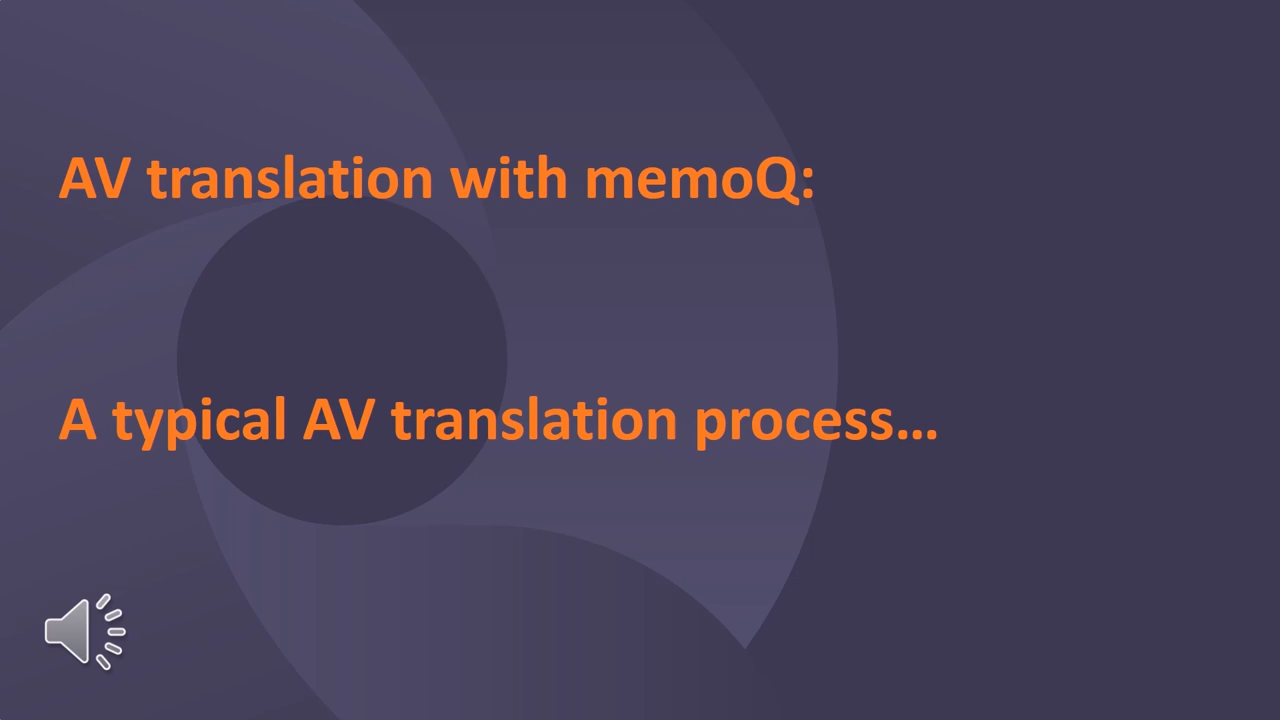 AV translation with memoQ:
A typical AV translation process…